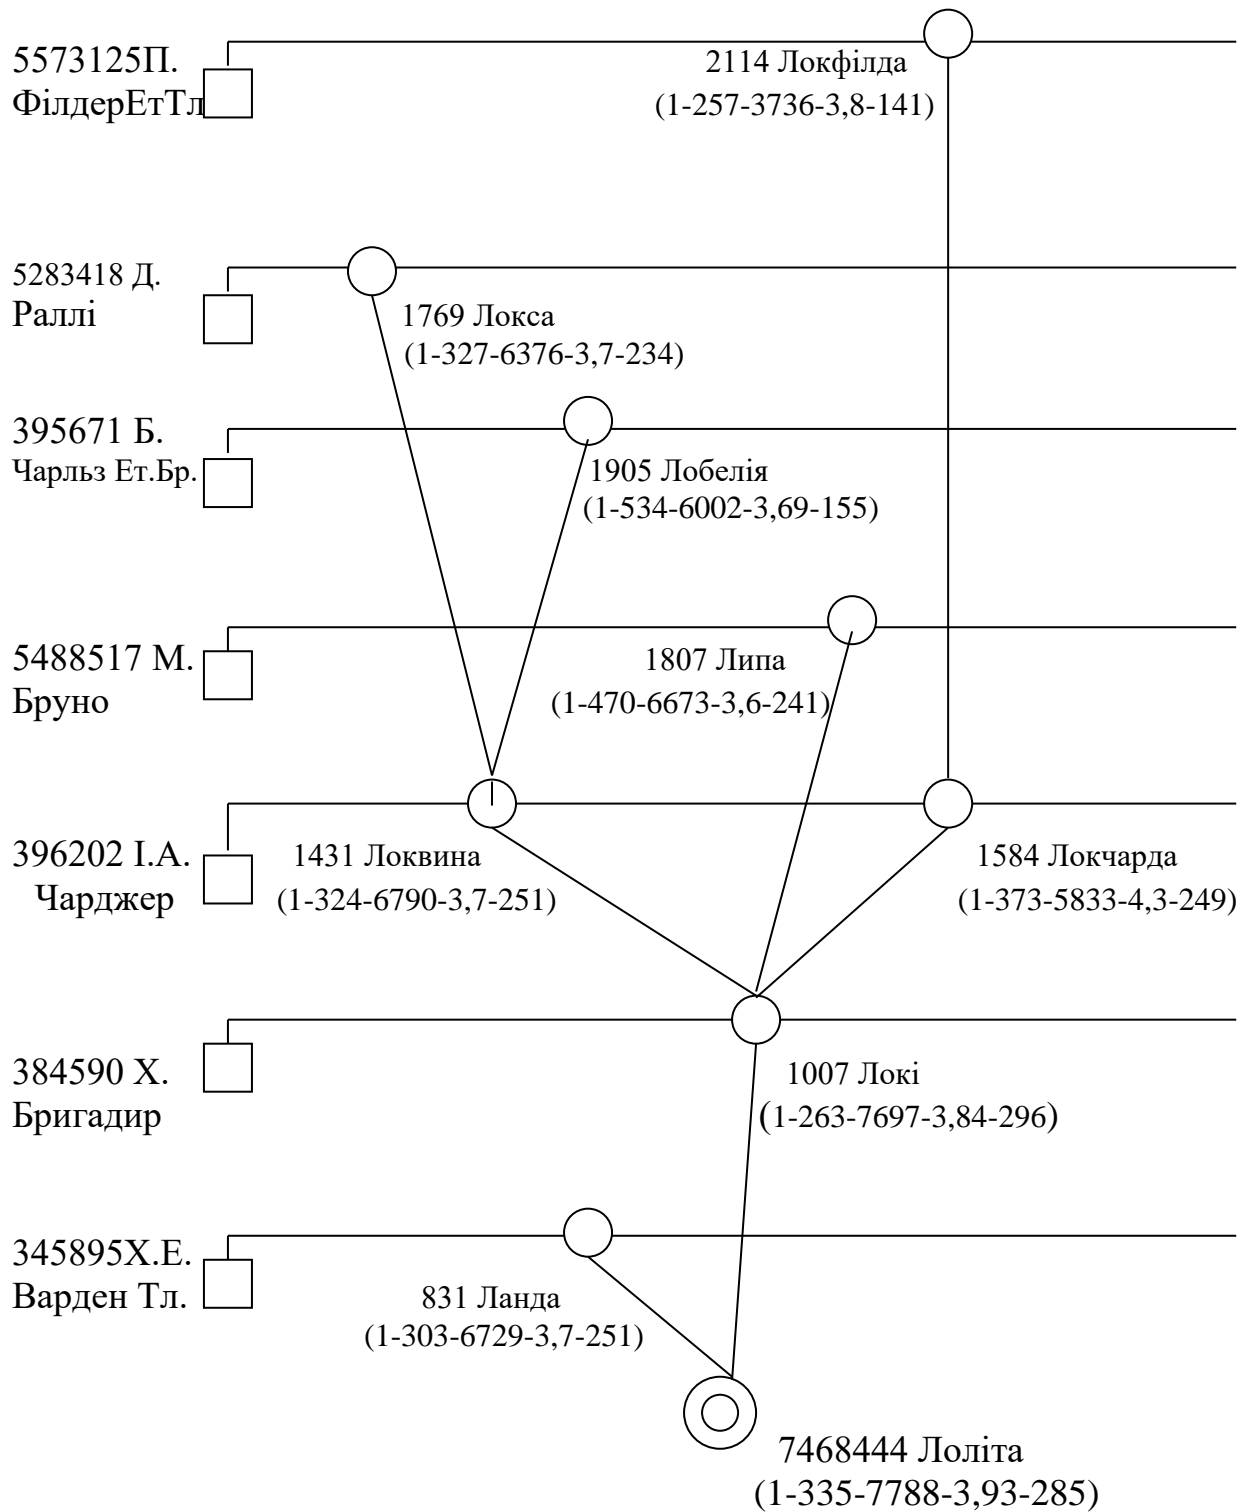 5573125П.
ФілдерЕтТл
2114 Локфілда
(1-257-3736-3,8-141)
5283418 Д.
Раллі
1769 Локса
(1-327-6376-3,7-234)
395671 Б.
Чарльз Ет.Бр.
1905 Лобелія
(1-534-6002-3,69-155)
5488517 М.
Бруно
1807 Липа
(1-470-6673-3,6-241)
396202 І.А.
Чарджер
1431 Локвина
(1-324-6790-3,7-251)
1584 Локчарда
(1-373-5833-4,3-249)
384590 Х.
Бригадир
1007 Локі
(1-263-7697-3,84-296)
345895Х.Е.
Варден Тл.
831 Ланда
(1-303-6729-3,7-251)
7468444 Лоліта
(1-335-7788-3,93-285)